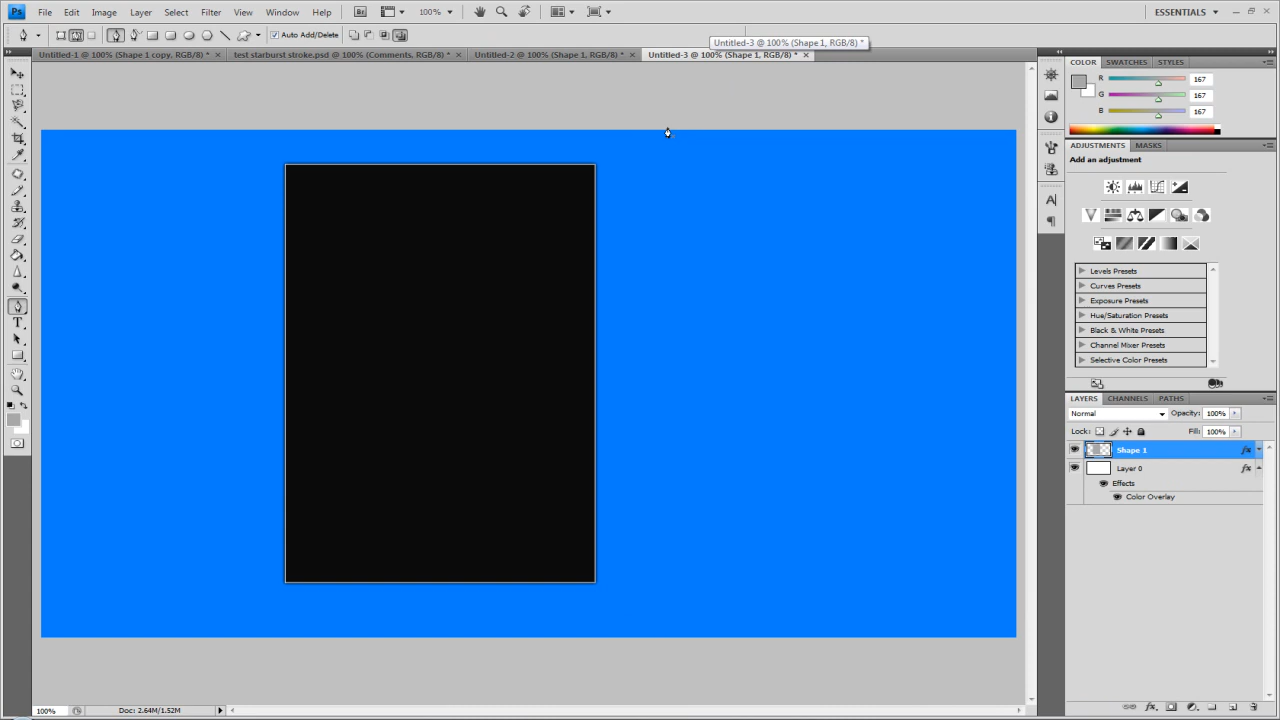 Ps File Edit Image Layer Select Filter View Window Help Br 100% ESSENTIALS
Auto Add/Delete
Untitled-3 @ 100% (Shape 1, RGB/8) *
Untitled-1 @ 100% (Shape 1 copy, RGB/8) * × test starburst stroke.psd @ 100% (Comments, RGB/8) * × Untitled-2 @ 100% (Shape 1, RGB/8) * × Untitled-3 @ 100% (Shape 1, RGB/8) * ×
COLOR SWATCHES STYLES
R 167
G 167
B 167
ADJUSTMENTS MASKS
Add an adjustment
Levels Presets
Curves Presets
Exposure Presets
Hue/Saturation Presets
Black & White Presets
Channel Mixer Presets
Selective Color Presets
LAYERS CHANNELS PATHS
Normal Opacity: 100%
Lock: Fill: 100%
Shape 1 fx
Layer 0 fx
Effects
Color Overlay
100% Doc: 2.64M/1.52M